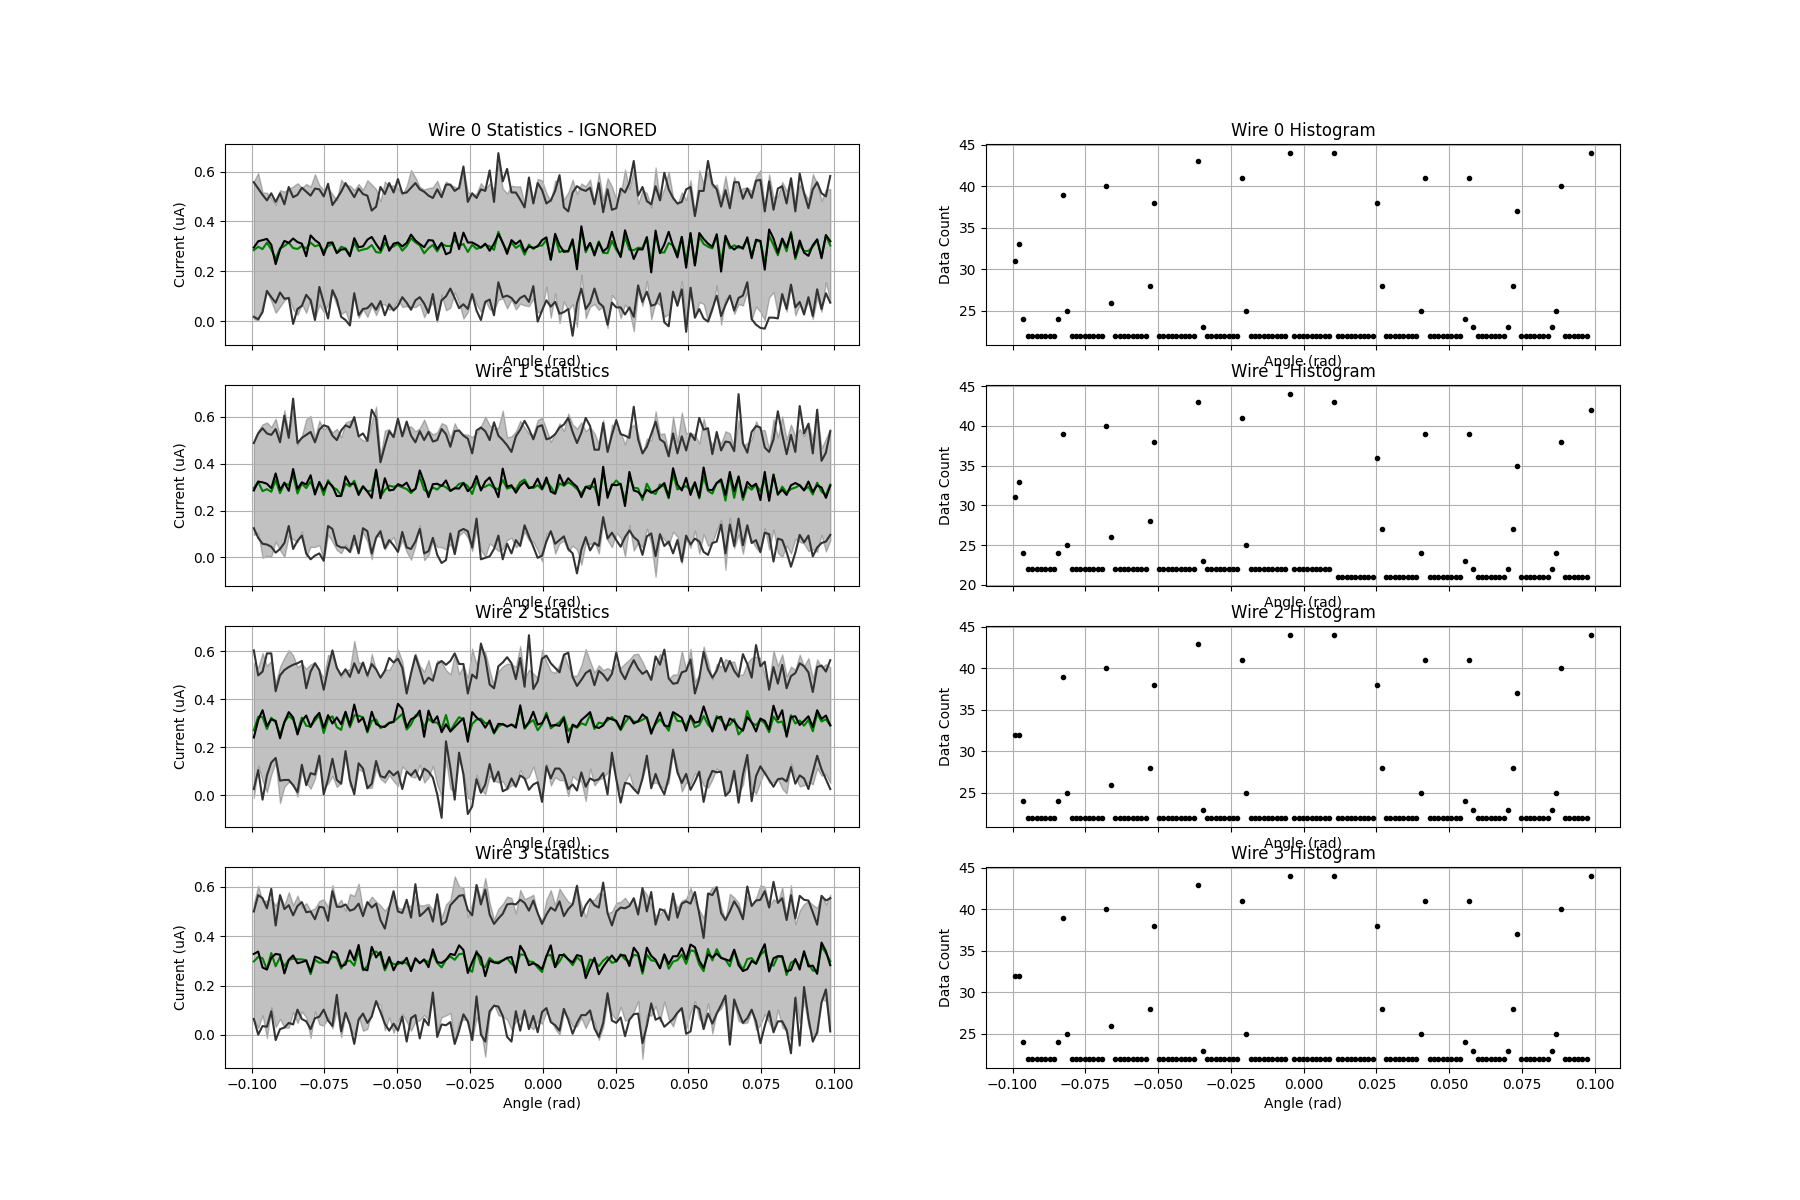 Wire 0 Statistics - IGNORED
Current (uA)
0.6
0.4
0.2
0.0
Angle (rad)
Wire 0 Histogram
Data Count
45
40
35
30
25
Angle (rad)
Wire 1 Statistics
Current (uA)
0.6
0.4
0.2
0.0
Angle (rad)
Wire 1 Histogram
Data Count
45
40
35
30
25
20
Angle (rad)
Wire 2 Statistics
Current (uA)
0.6
0.4
0.2
0.0
Angle (rad)
Wire 2 Histogram
Data Count
45
40
35
30
25
Angle (rad)
Wire 3 Statistics
Current (uA)
0.6
0.4
0.2
0.0
−0.100 −0.075 −0.050 −0.025 0.000 0.025 0.050 0.075 0.100
Angle (rad)
Wire 3 Histogram
Data Count
45
40
35
30
25
−0.100 −0.075 −0.050 −0.025 0.000 0.025 0.050 0.075 0.100
Angle (rad)